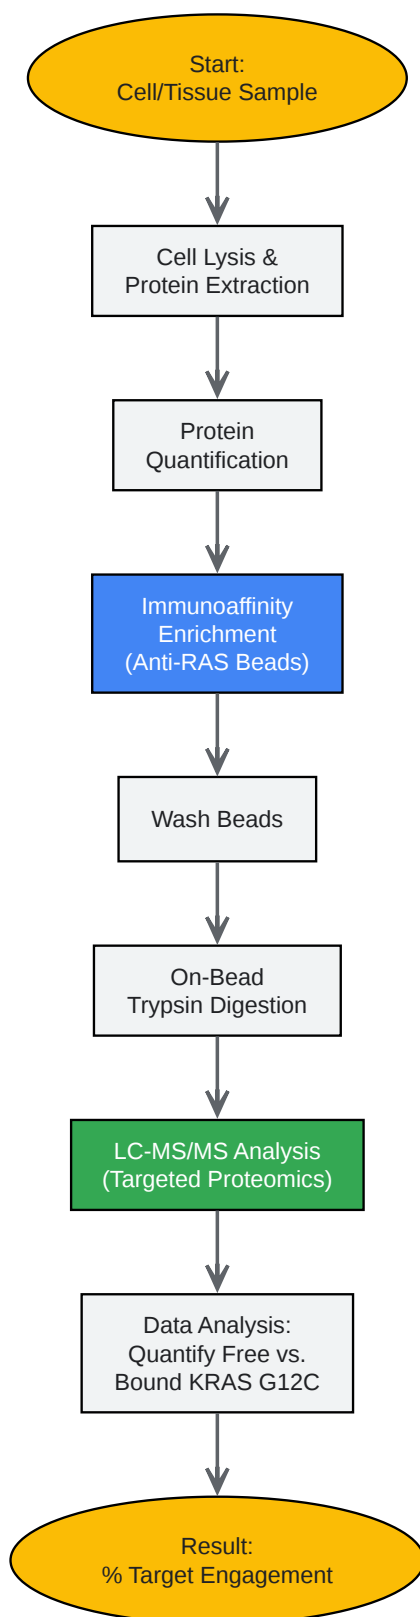 Start:
Cell/Tissue Sample
Cell Lysis &
Protein Extraction
Protein
Quantification
Immunoaffinity
Enrichment
(Anti-RAS Beads)
Wash Beads
On-Bead
Trypsin Digestion
LC-MS/MS Analysis
(Targeted Proteomics)
Data Analysis:
Quantify Free vs.
Bound KRAS G12C
Result:
% Target Engagement